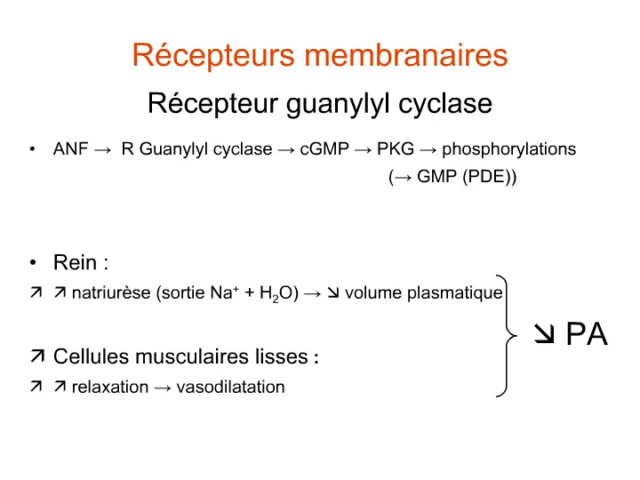 Récepteurs membranaires
Récepteur guanylyl cyclase
• ANF → R Guanylyl cyclase → cGMP → PKG → phosphorylations
(→ GMP (PDE))
• Rein :
↗ ↗ natriurèse (sortie Na⁺ + H₂O) → ↘ volume plasmatique
↘ PA
↗ Cellules musculaires lisses :
↗ ↗ relaxation → vasodilatation